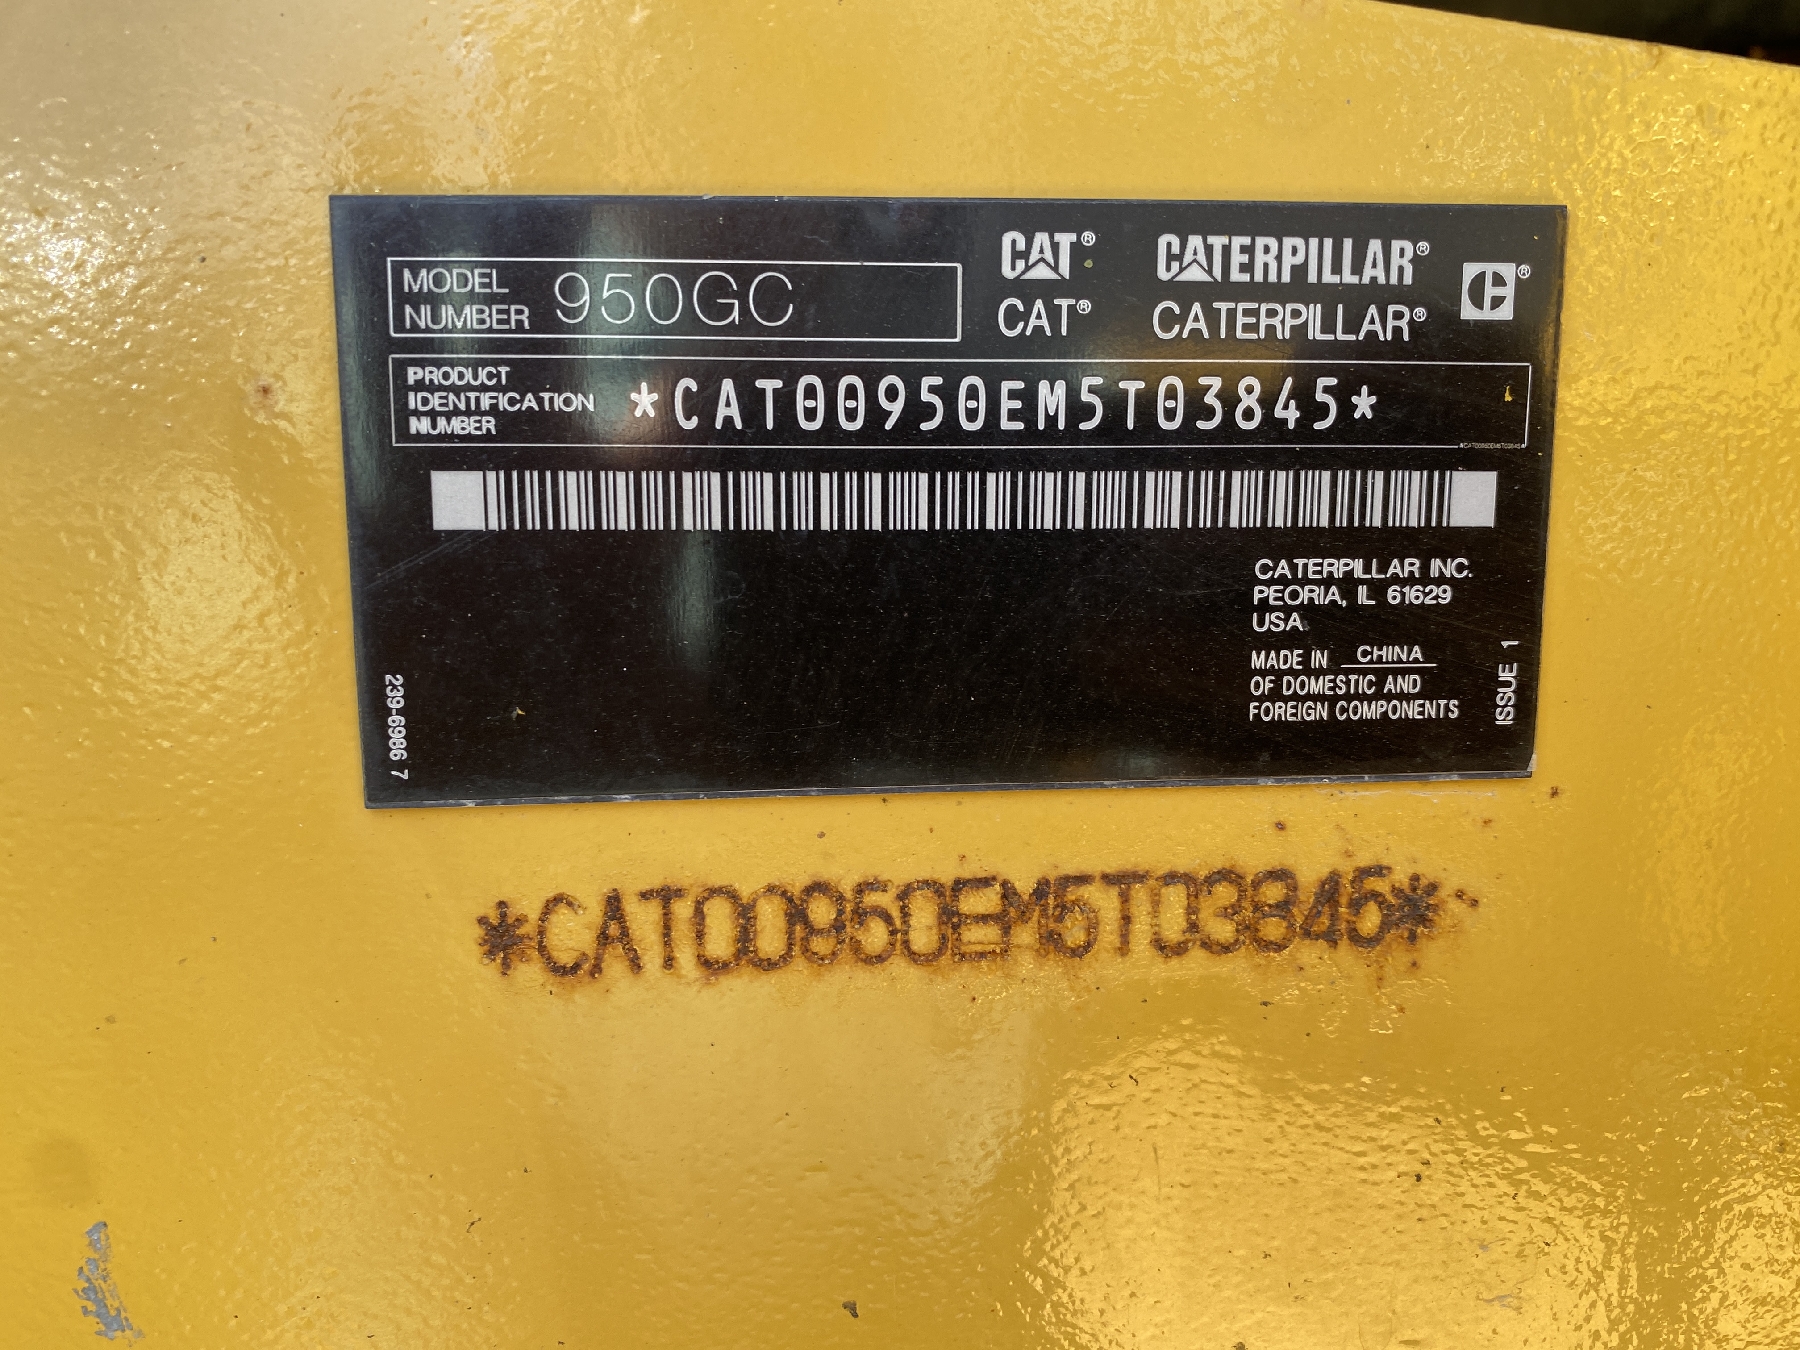 MODEL NUMBER 950GC
CAT® CATERPILLAR®
CAT® CATERPILLAR®
PRODUCT IDENTIFICATION NUMBER *CAT00950EM5T03845*
*CAT00950EM5T03845*
CATERPILLAR INC.
PEORIA, IL 61629
USA
MADE IN CHINA
OF DOMESTIC AND
FOREIGN COMPONENTS
ISSUE 1
239-6986 7
*CAT00950EM5T03845*